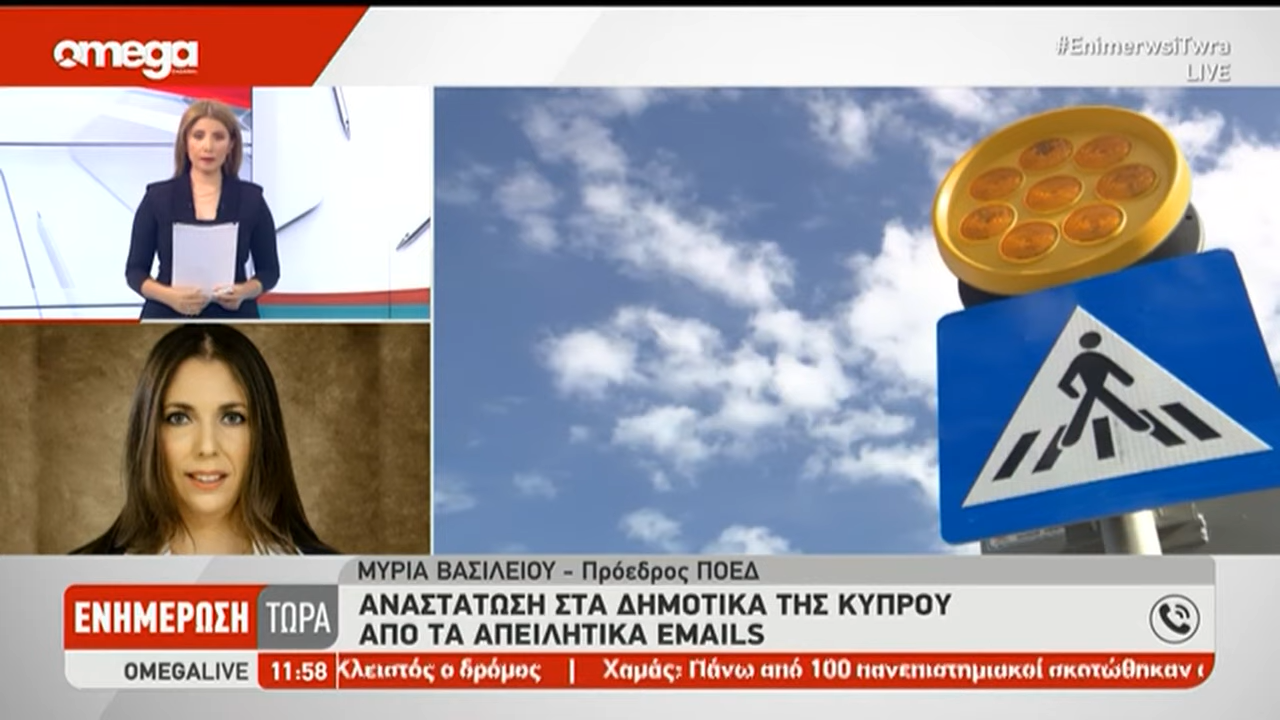 omega
#EnimerwsiTwra
LIVE
ΜΥΡΙΑ ΒΑΣΙΛΕΙΟΥ – Πρόεδρος ΠΟΕΔ
ΕΝΗΜΕΡΩΣΗ ΤΩΡΑ
ΑΝΑΣΤΑΤΩΣΗ ΣΤΑ ΔΗΜΟΤΙΚΑ ΤΗΣ ΚΥΠΡΟΥ
ΑΠΟ ΤΑ ΑΠΕΙΛΗΤΙΚΑ EMAILS
OMEGALIVE
11:58
Κλειστός ο δρόμος | Χαμάς: Πάνω από 100 πανεπιστημιακοί σκοτώθηκαν